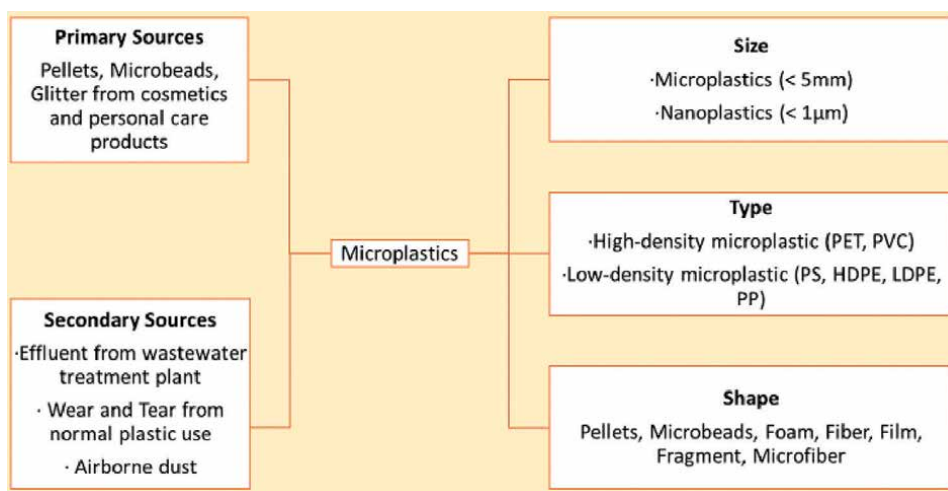 Primary Sources
Pellets, Microbeads,
Glitter from cosmetics
and personal care
products
Secondary Sources
·Effluent from wastewater
treatment plant
· Wear and Tear from
normal plastic use
· Airborne dust
Microplastics
Size
·Microplastics (< 5mm)
·Nanoplastics (< 1μm)
Type
·High-density microplastic (PET, PVC)
·Low-density microplastic (PS, HDPE, LDPE,
PP)
Shape
Pellets, Microbeads, Foam, Fiber, Film,
Fragment, Microfiber